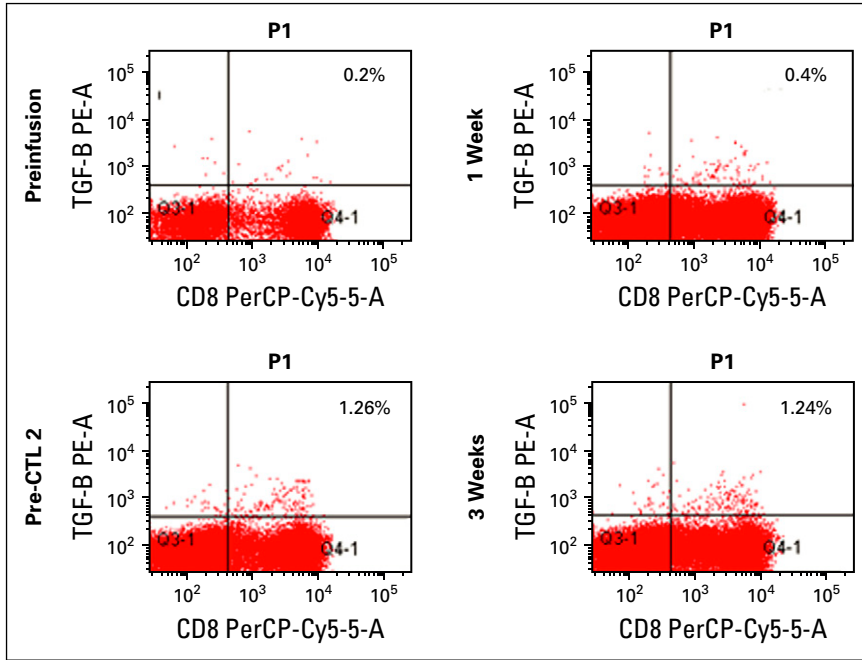 P1
Preinfusion
TGF-B PE-A
10⁵
10⁴
10³
10²
0.2%
Q3-1
Q4-1
10² 10³ 10⁴ 10⁵
CD8 PerCP-Cy5-5-A
P1
1 Week
TGF-B PE-A
10⁵
10⁴
10³
10²
0.4%
Q3-1
Q4-1
10² 10³ 10⁴ 10⁵
CD8 PerCP-Cy5-5-A
P1
Pre-CTL 2
TGF-B PE-A
10⁵
10⁴
10³
10²
1.26%
Q3-1
Q4-1
10² 10³ 10⁴ 10⁵
CD8 PerCP-Cy5-5-A
P1
3 Weeks
TGF-B PE-A
10⁵
10⁴
10³
10²
1.24%
Q3-1
Q4-1
10² 10³ 10⁴ 10⁵
CD8 PerCP-Cy5-5-A